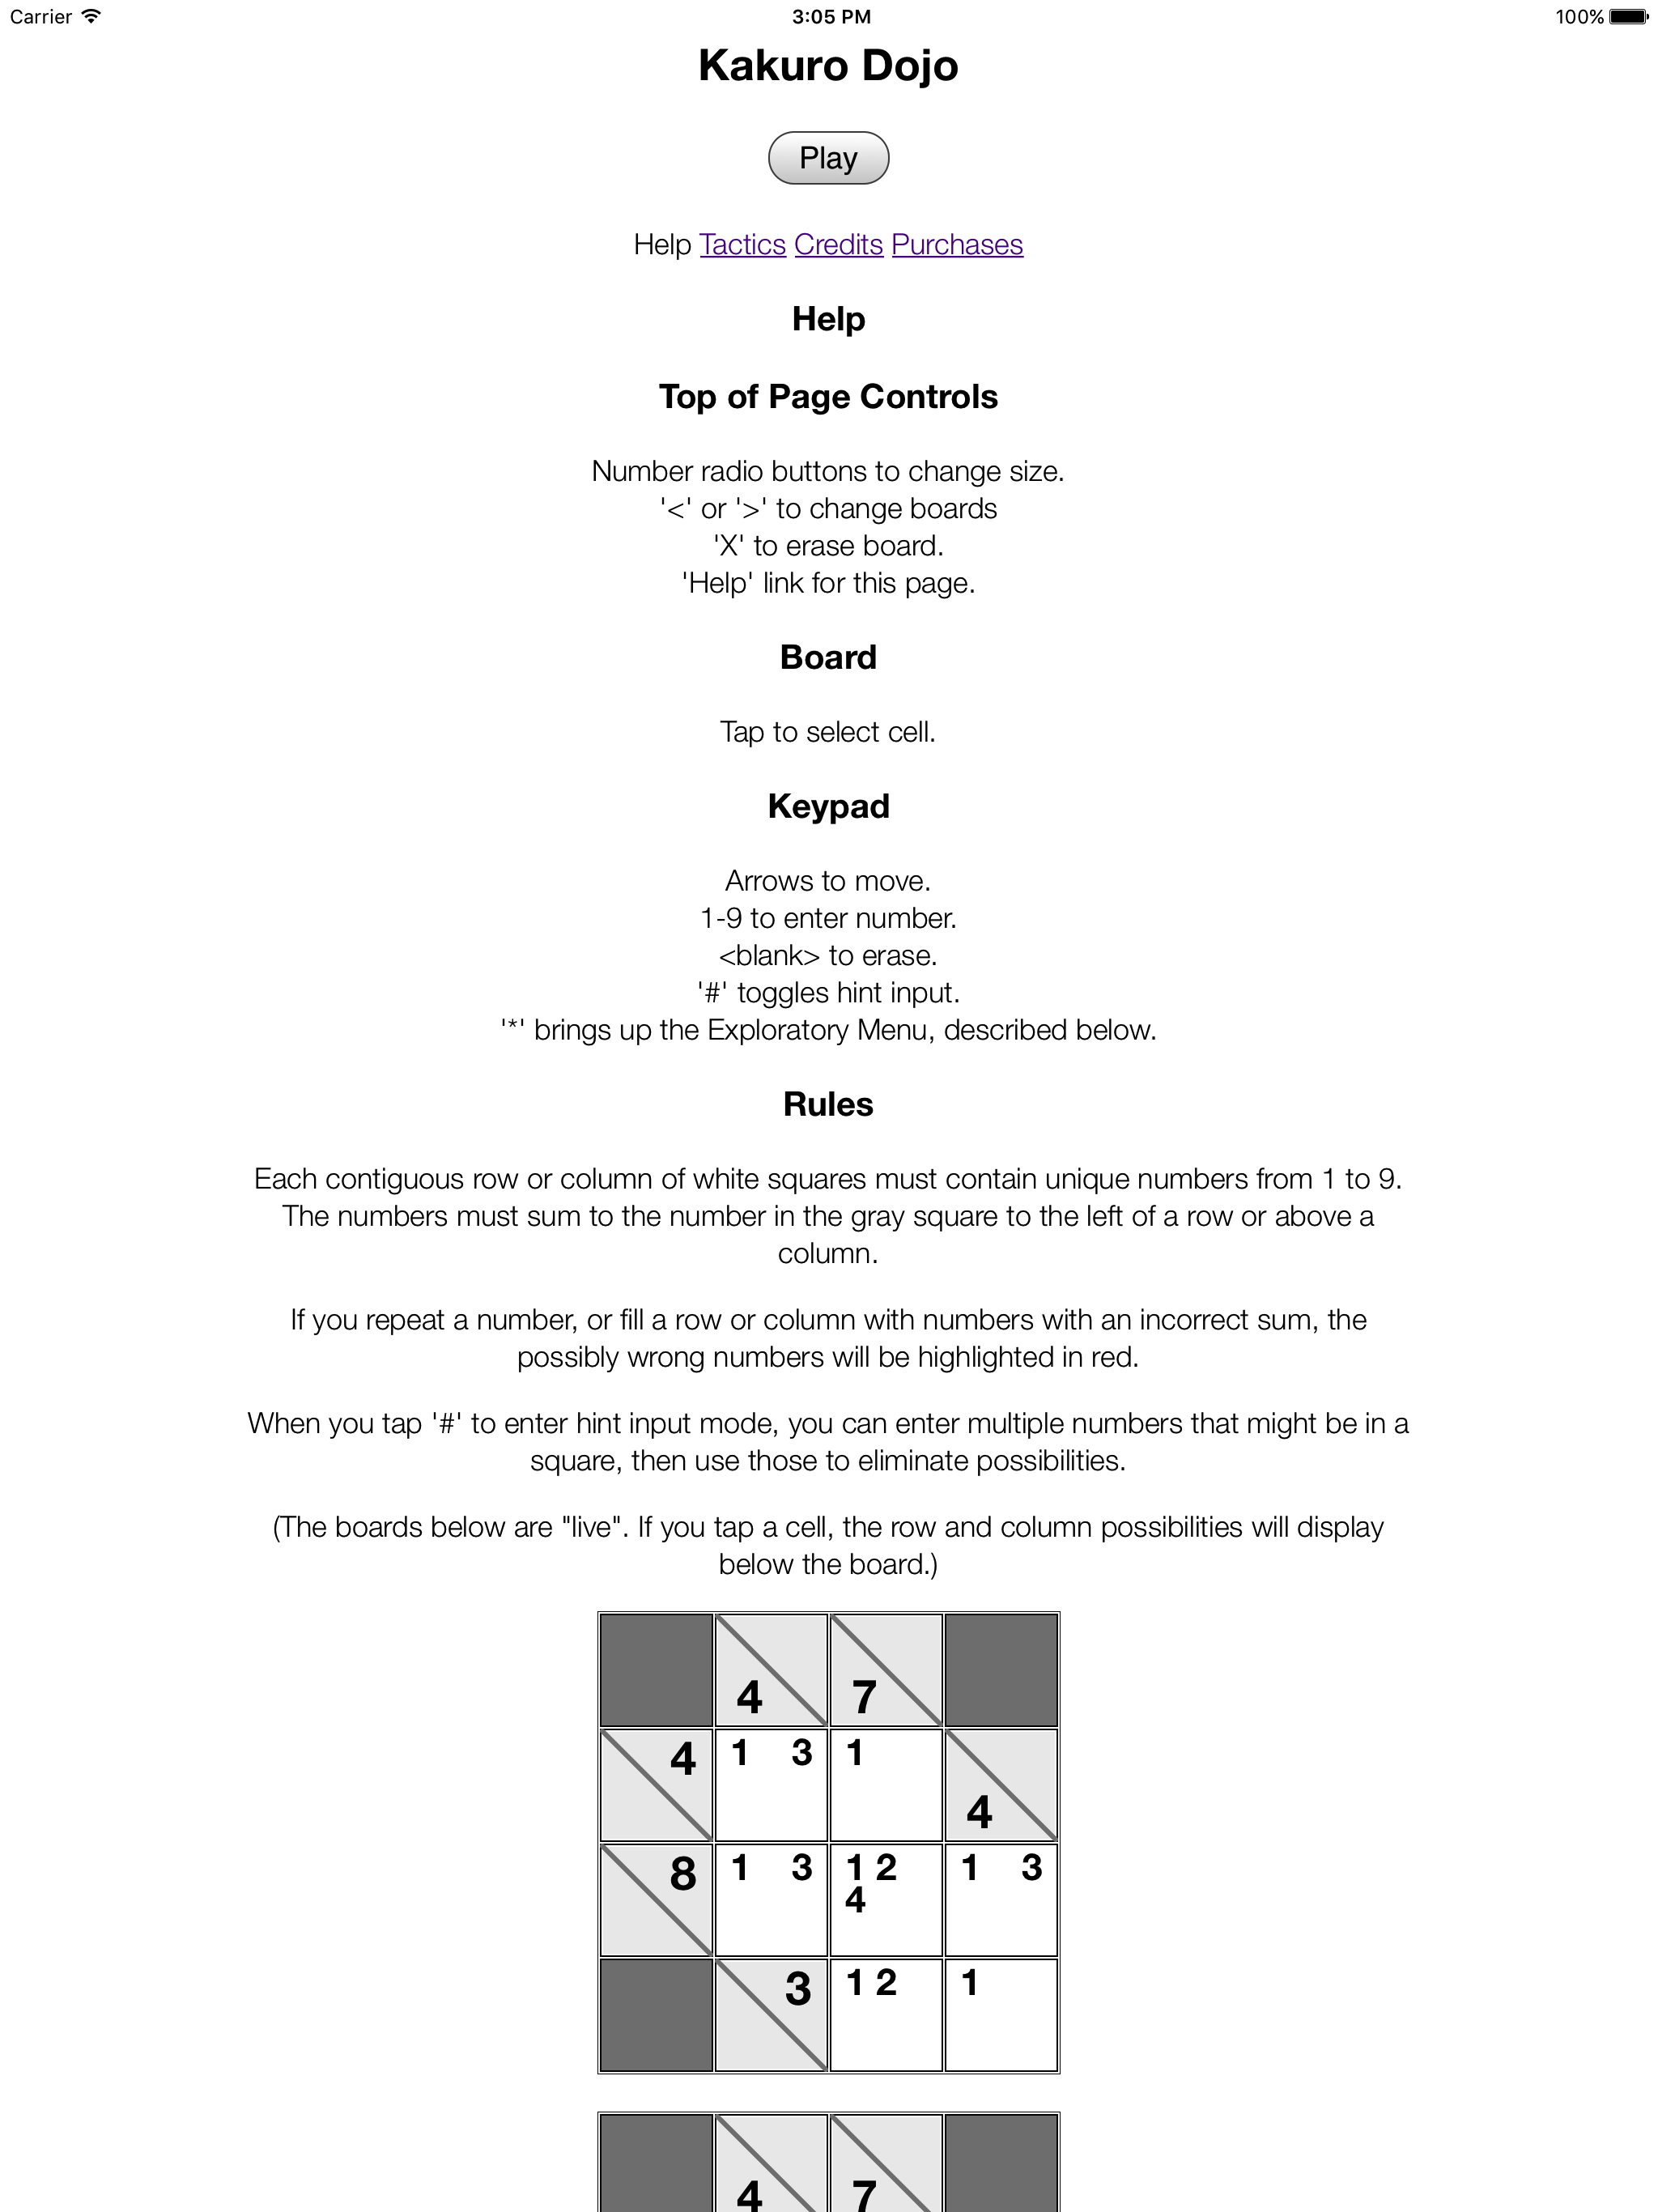 Carrier 3:05 PM 100%
Kakuro Dojo
Play
Help Tactics Credits Purchases
Help
Top of Page Controls
Number radio buttons to change size.
'<' or '>' to change boards
'X' to erase board.
'Help' link for this page.
Board
Tap to select cell.
Keypad
Arrows to move.
1-9 to enter number.
<blank> to erase.
'#' toggles hint input.
'*' brings up the Exploratory Menu, described below.
Rules
Each contiguous row or column of white squares must contain unique numbers from 1 to 9.
The numbers must sum to the number in the gray square to the left of a row or above a
column.
If you repeat a number, or fill a row or column with numbers with an incorrect sum, the
possibly wrong numbers will be highlighted in red.
When you tap '#' to enter hint input mode, you can enter multiple numbers that might be in a
square, then use those to eliminate possibilities.
(The boards below are "live". If you tap a cell, the row and column possibilities will display
below the board.)
4 7
4 1 3 1
4
8 1 3 1 2 1 3
4
3 1 2 1
4 7